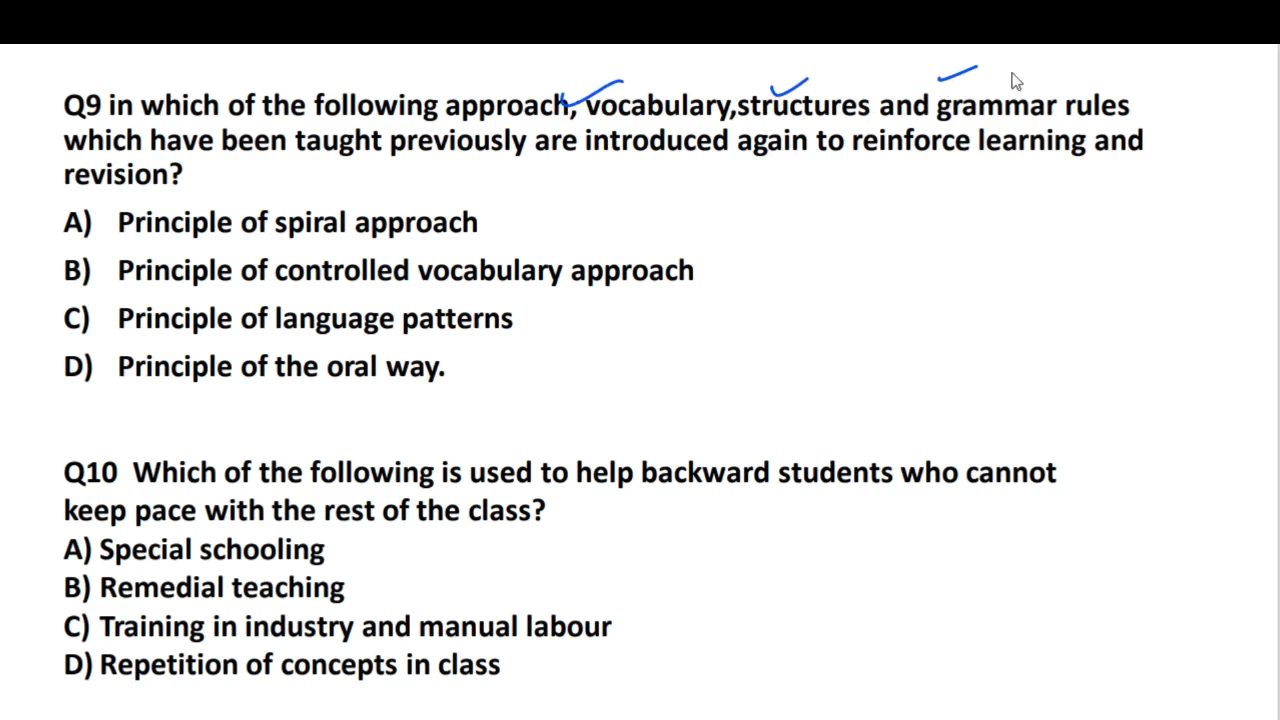 Q9 in which of the following approach, vocabulary,structures and grammar rules
which have been taught previously are introduced again to reinforce learning and
revision?
A) Principle of spiral approach
B) Principle of controlled vocabulary approach
C) Principle of language patterns
D) Principle of the oral way.
Q10 Which of the following is used to help backward students who cannot
keep pace with the rest of the class?
A) Special schooling
B) Remedial teaching
C) Training in industry and manual labour
D) Repetition of concepts in class